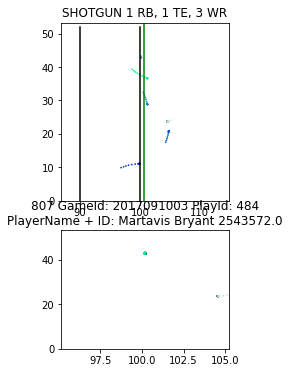 SHOTGUN 1 RB, 1 TE, 3 WR
50
40
30
20
10
0
90 100 110
807 GameId: 2017091003 PlayId: 484
PlayerName + ID: Martavis Bryant 2543572.0
40
20
0
97.5 100.0 102.5 105.0